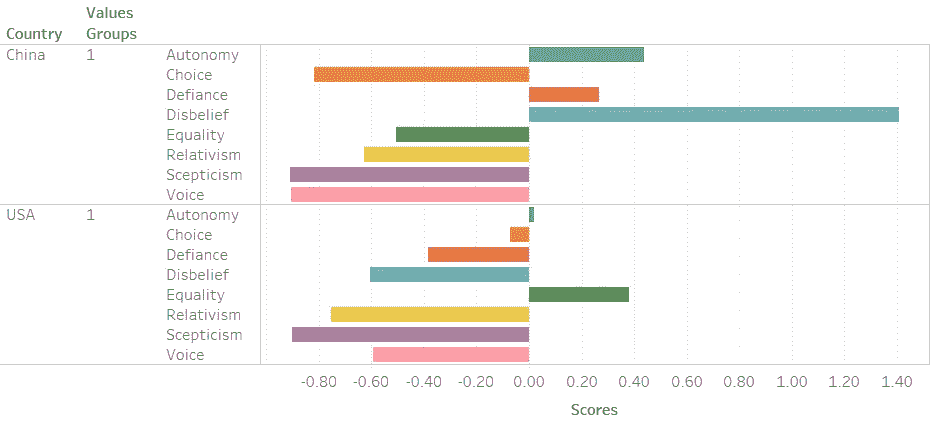 Values
Country Groups
China 1 Autonomy
Choice
Defiance
Disbelief
Equality
Relativism
Scepticism
Voice
USA 1 Autonomy
Choice
Defiance
Disbelief
Equality
Relativism
Scepticism
Voice
-0.80 -0.60 -0.40 -0.20 0.00 0.20 0.40 0.60 0.80 1.00 1.20 1.40
Scores